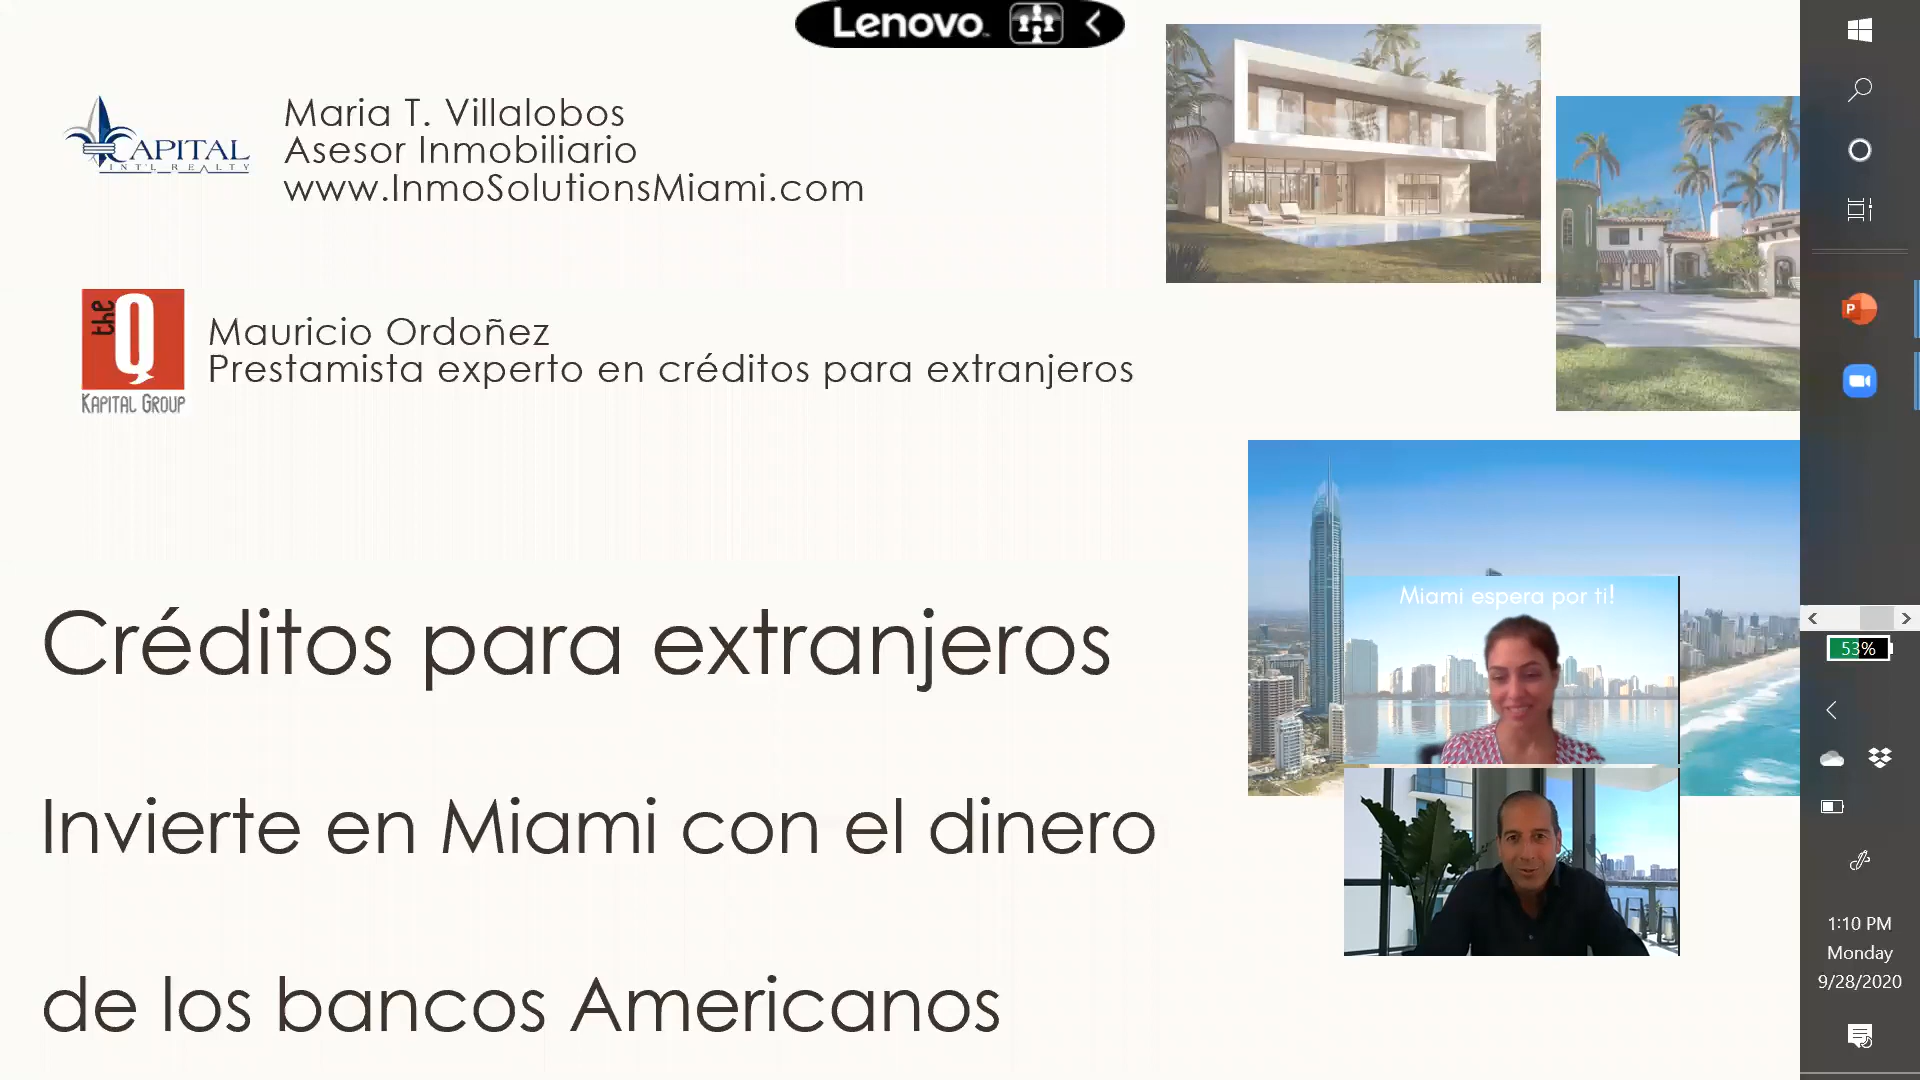 Lenovo
Maria T. Villalobos
CAPITAL
INT'L REALTY
Asesor Inmobiliario
www.InmoSolutionsMiami.com
the Q
KAPITAL GROUP
Mauricio Ordoñez
Prestamista experto en créditos para extranjeros
Miami espera por ti!
Créditos para extranjeros
Invierte en Miami con el dinero
de los bancos Americanos
P
53%
1:10 PM
Monday
9/28/2020